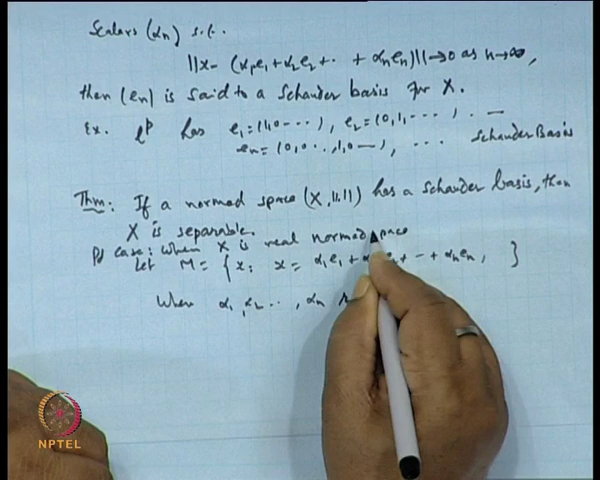 Scalars (αn) s.t.
||x- (α1e1+α2e2+·· + αnen)|| → 0 as n→∞,
then (en) is said to a Schauder basis for X.
Ex. l^p has e1=(1,0---), e2=(0,1,---, . —
en=(0,0..,1,0—), ... Schauder Basis
Thm: If a normed space (X, ||.||) has a Schauder basis, then
X is separable.
Pf case: When X is real normed space
Let M= { x: x= α1e1 + + -- + αnen, }
When α1, α2 .., αn
NPTEL